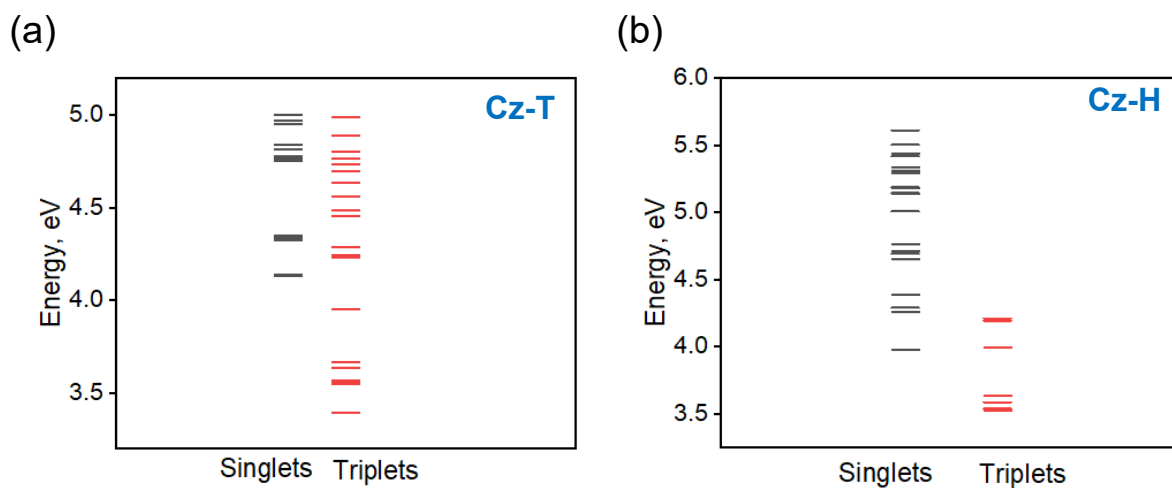 (a)
Cz-T
5.0
4.5
4.0
3.5
Energy, eV
Singlets
Triplets
(b)
Cz-H
6.0
5.5
5.0
4.5
4.0
3.5
Energy, eV
Singlets
Triplets